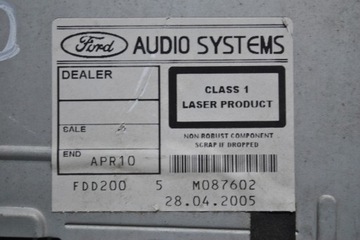 Ford AUDIO SYSTEMS
DEALER
CLASS 1
LASER PRODUCT
SALE
NON ROBUST COMPONENT
SCRAP IF DROPPED
END APR10
FDD200 5 M087602
28.04.2005